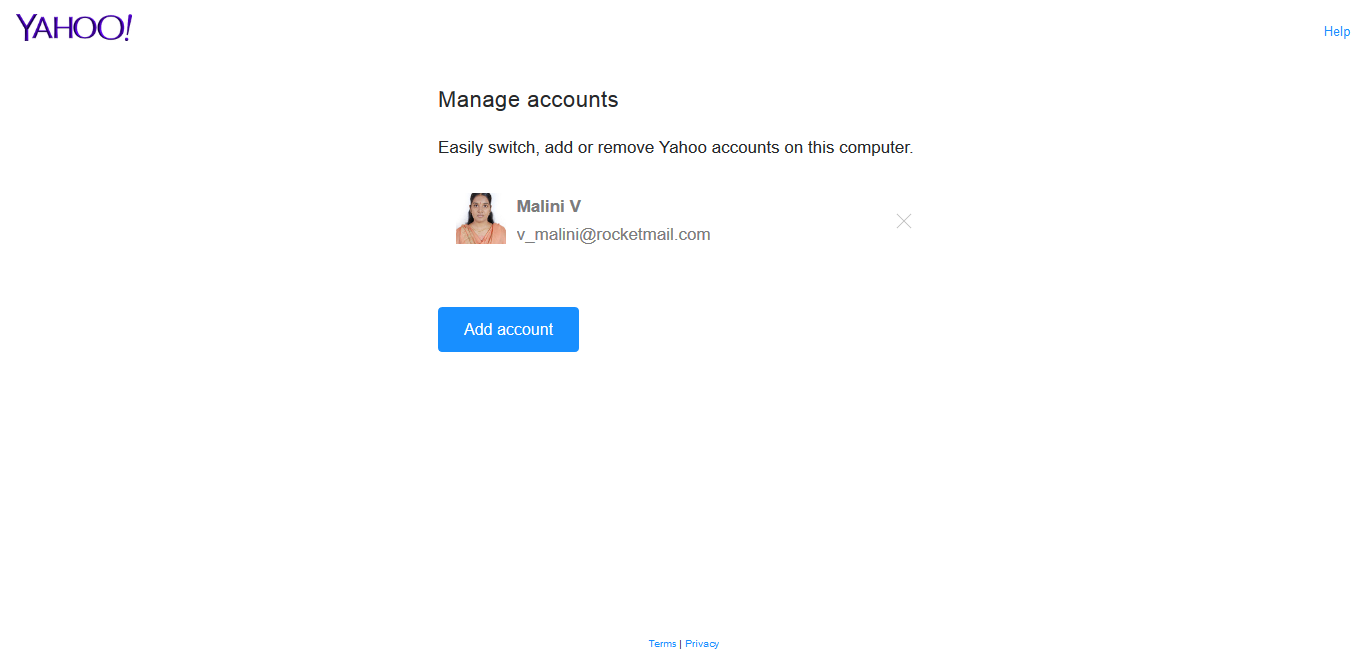 YAHOO!
Help
Manage accounts
Easily switch, add or remove Yahoo accounts on this computer.
Malini V
v_malini@rocketmail.com
Add account
Terms | Privacy